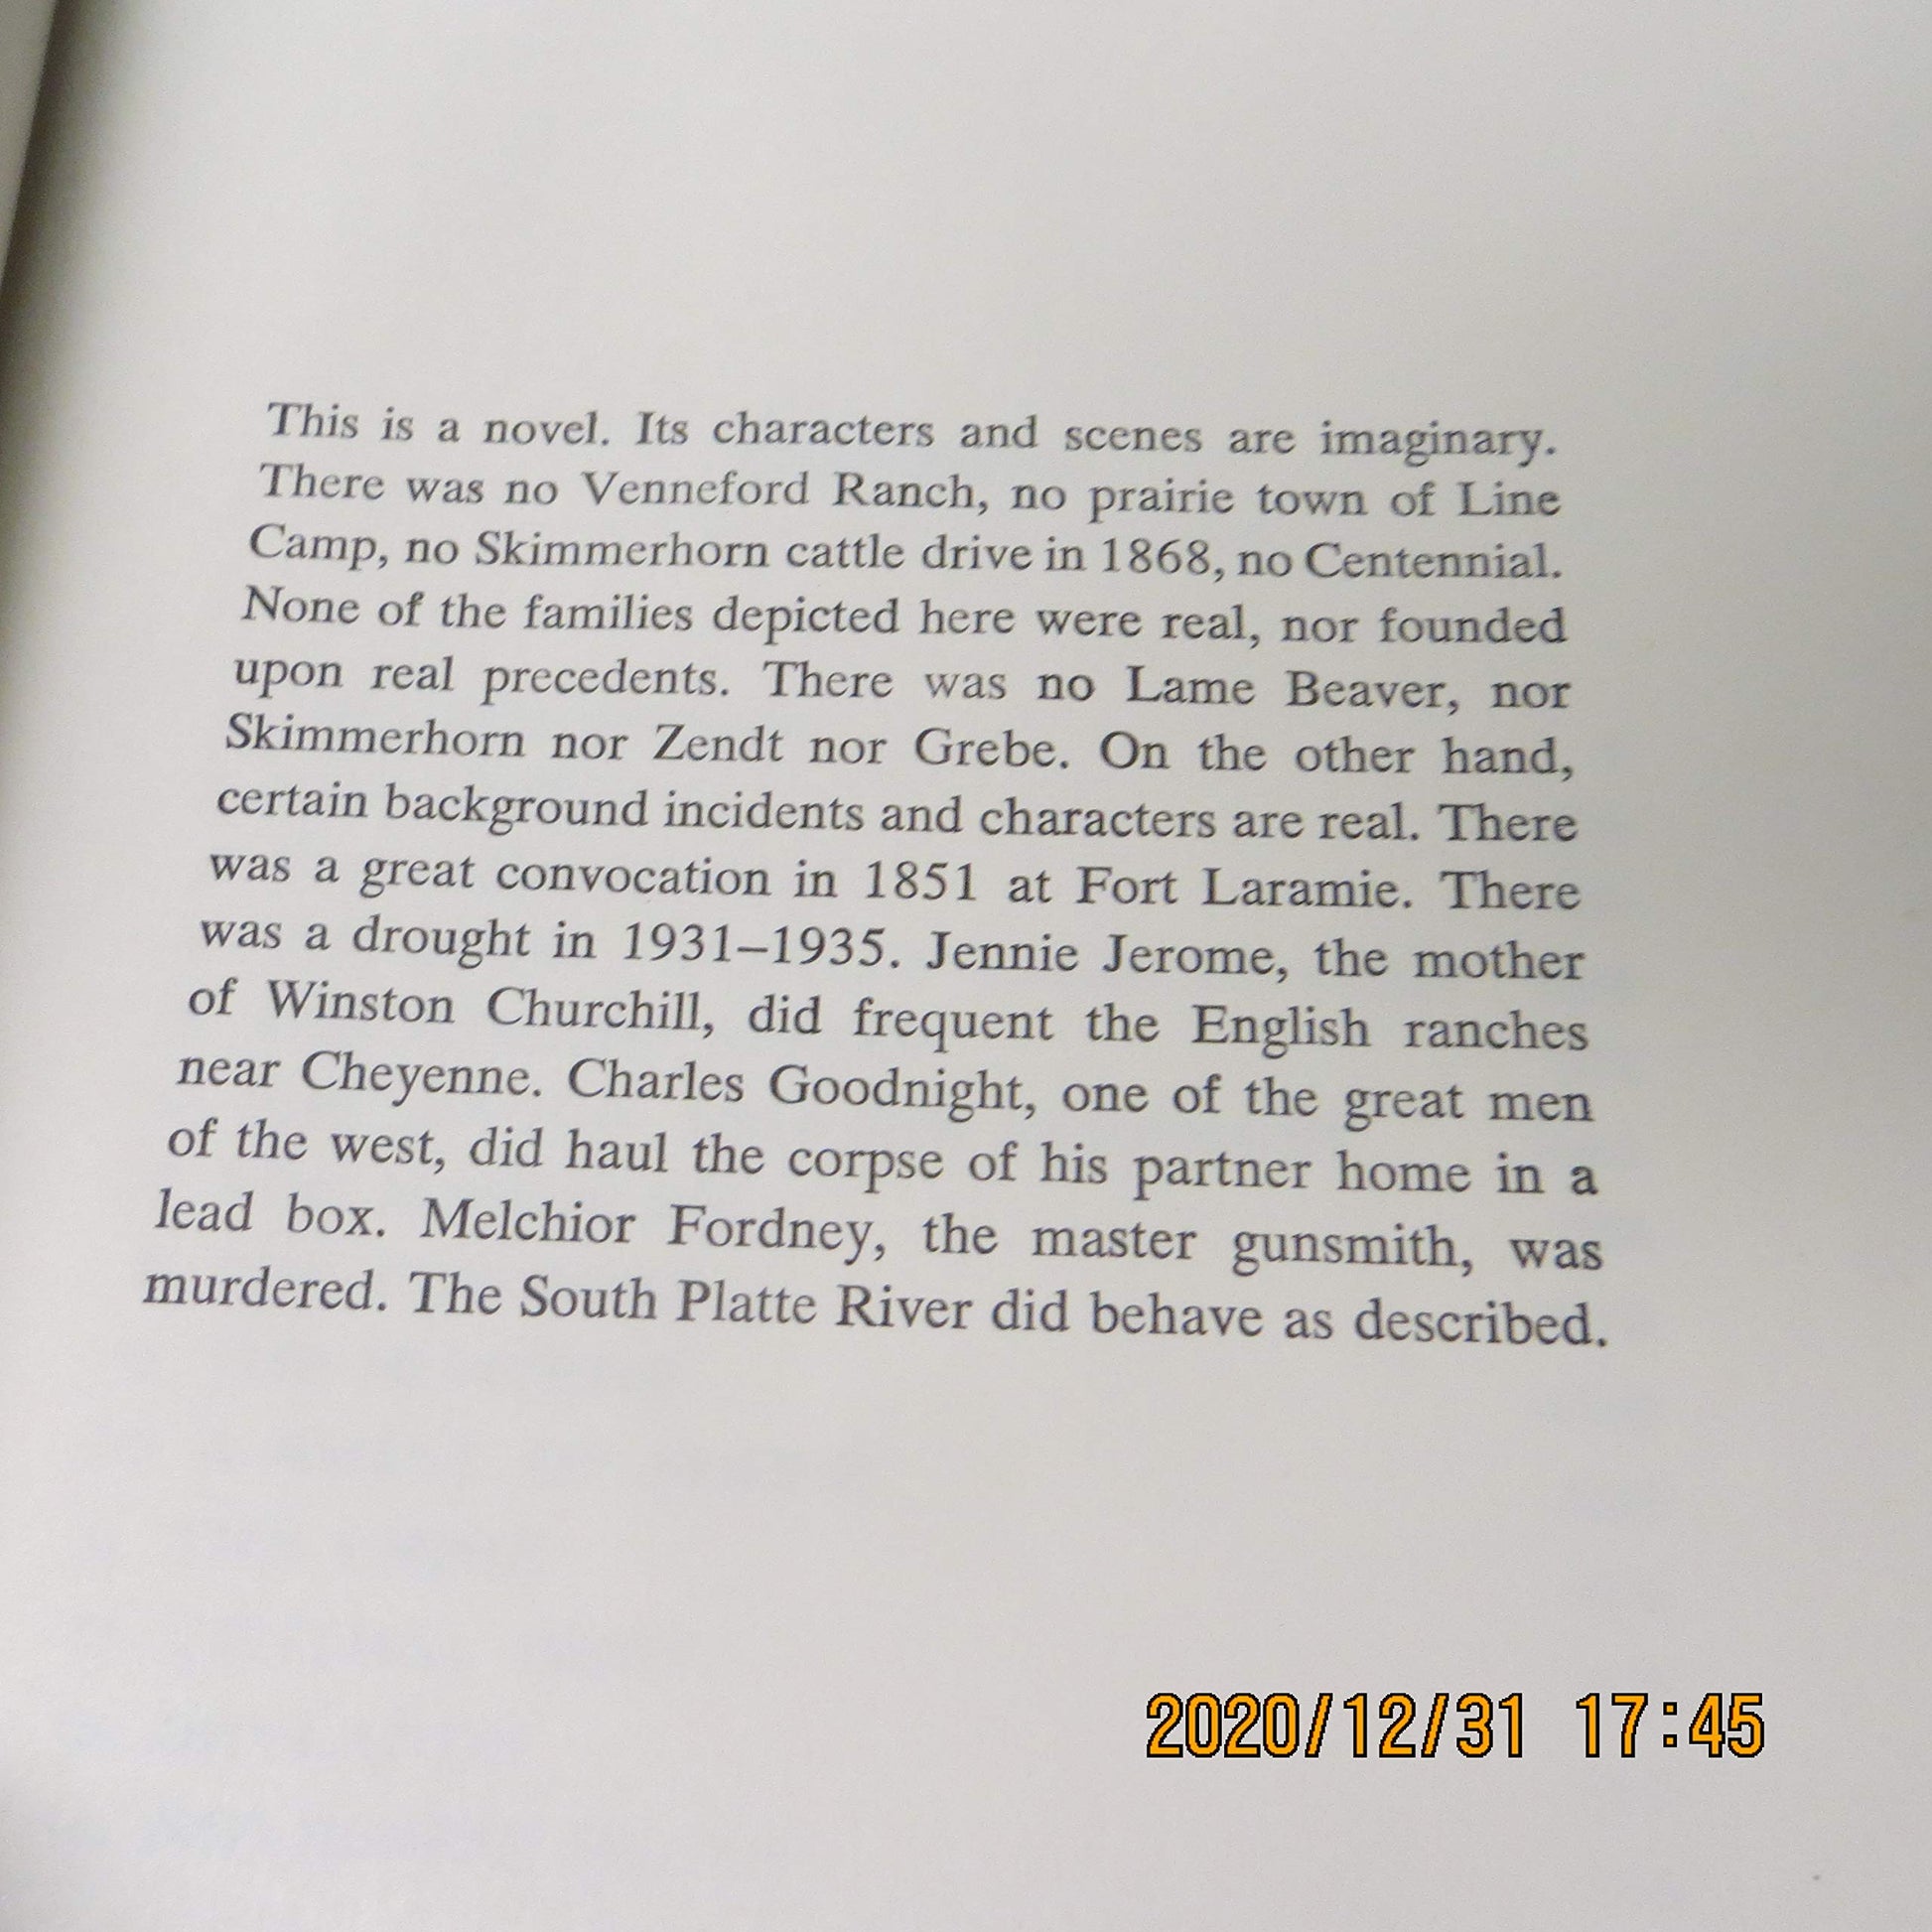 This is a novel. Its characters and scenes are imaginary.
There was no Venneford Ranch, no prairie town of Line
Camp, no Skimmerhorn cattle drive in 1868, no Centennial.
None of the families depicted here were real, nor founded
upon real precedents. There was no Lame Beaver, nor
Skimmerhorn nor Zendt nor Grebe. On the other hand,
certain background incidents and characters are real. There
was a great convocation in 1851 at Fort Laramie. There
was a drought in 1931–1935. Jennie Jerome, the mother
of Winston Churchill, did frequent the English ranches
near Cheyenne. Charles Goodnight, one of the great men
of the west, did haul the corpse of his partner home in a
lead box. Melchior Fordney, the master gunsmith, was
murdered. The South Platte River did behave as described.
2020/12/31 17:45